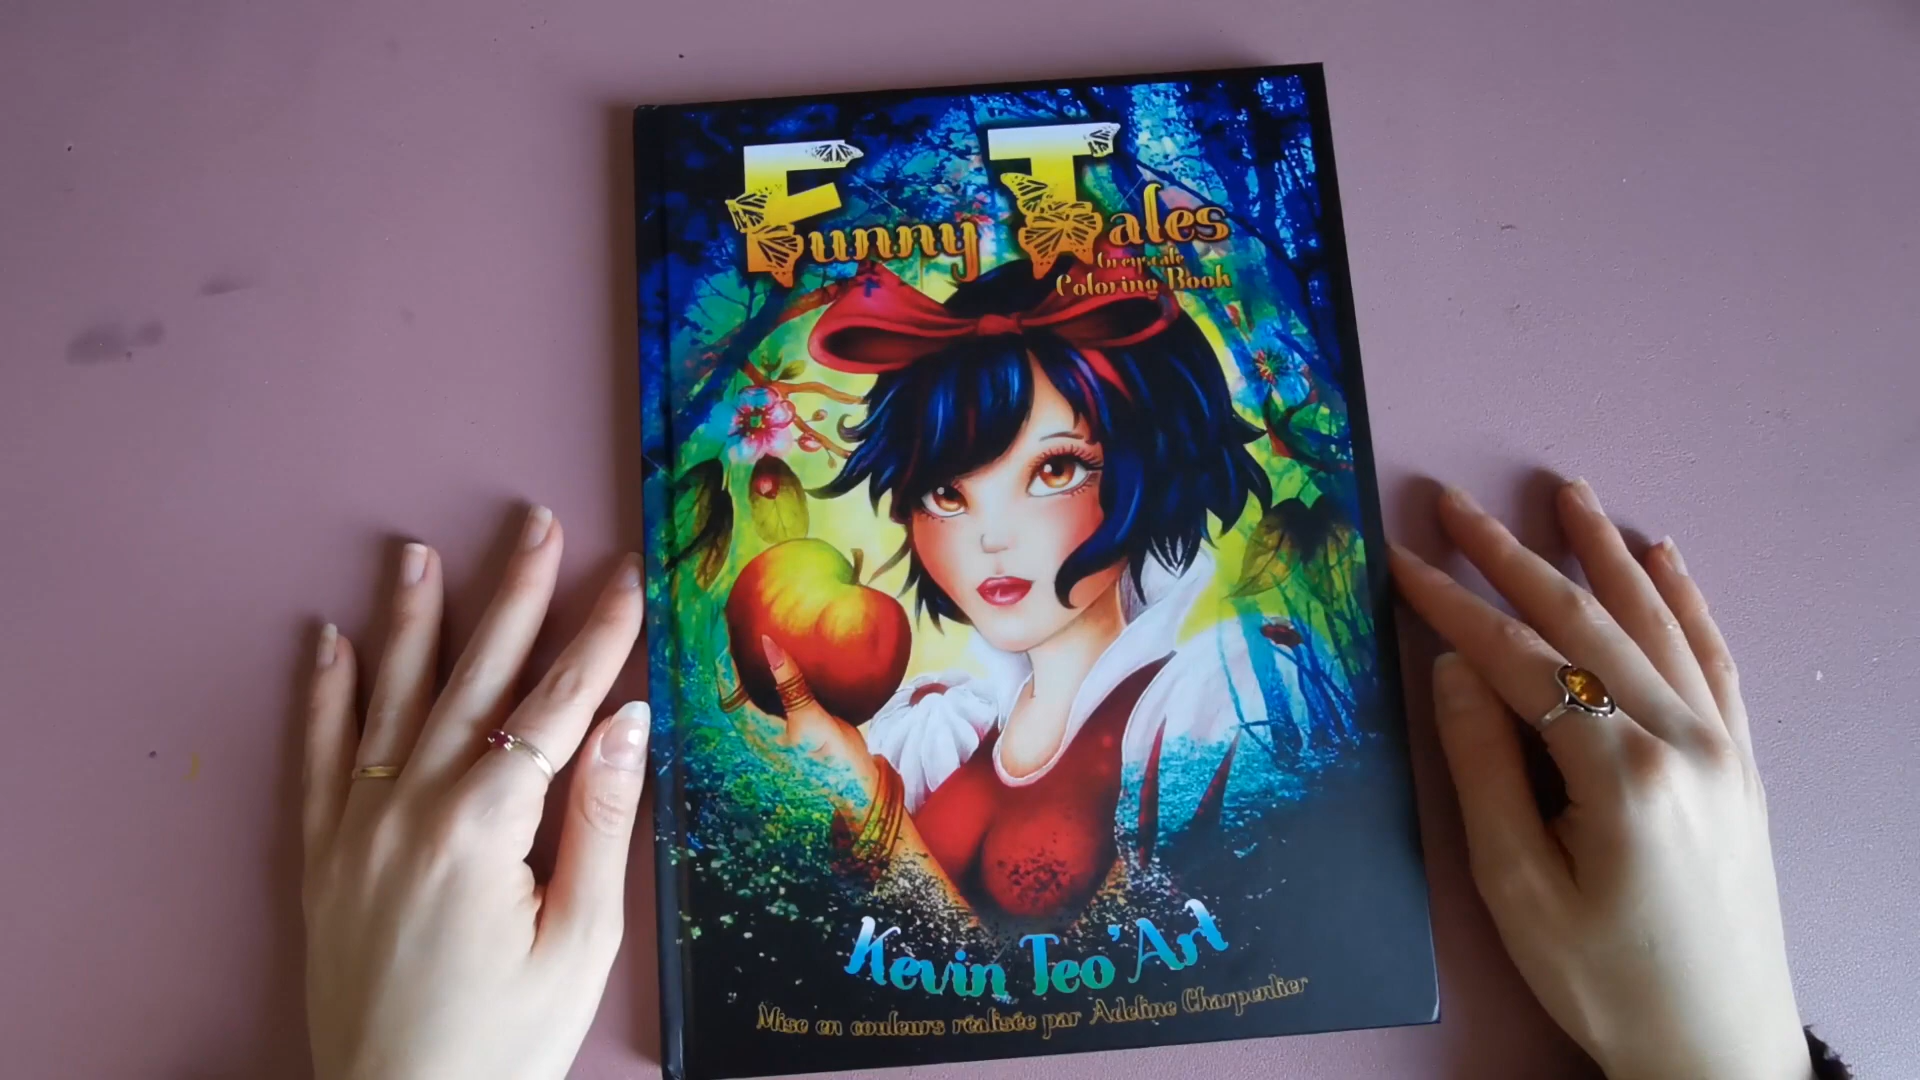 Funny Tales
Greyscale
Coloring Book
Kevin Teo'Art
Mise en couleurs réalisée par Adeline Charpentier